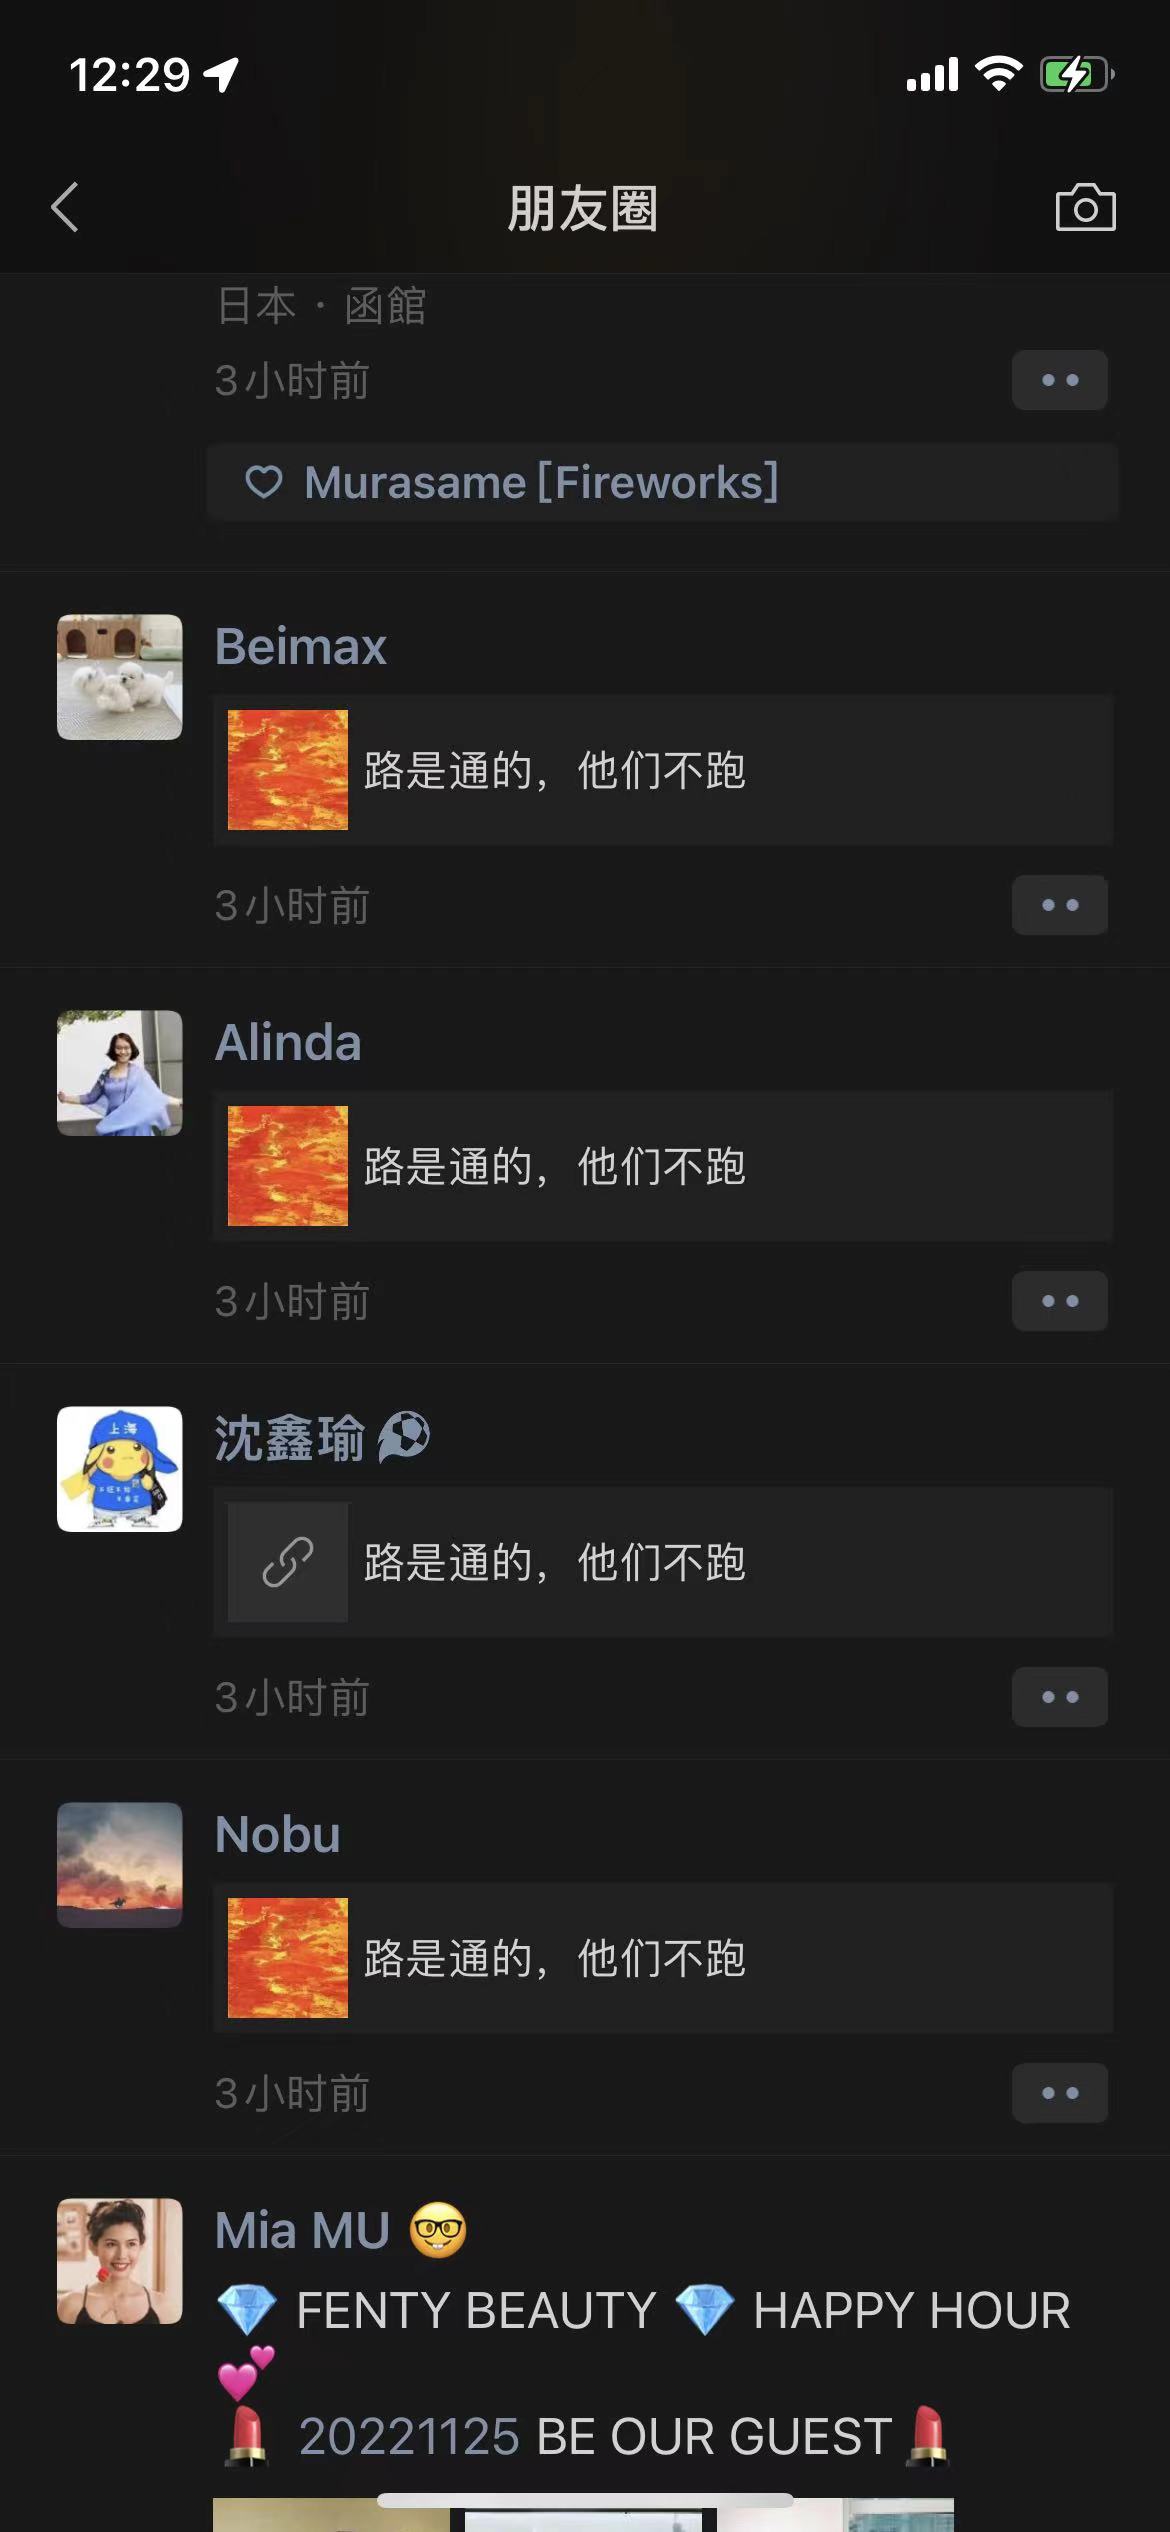 12:29
朋友圈
日本 · 函館
3小时前
Murasame [Fireworks]
Beimax
路是通的，他们不跑
3小时前
Alinda
路是通的，他们不跑
3小时前
沈鑫瑜
路是通的，他们不跑
3小时前
Nobu
路是通的，他们不跑
3小时前
Mia MU 🤓
💎 FENTY BEAUTY 💎 HAPPY HOUR
💕
💄 20221125 BE OUR GUEST💄
上海